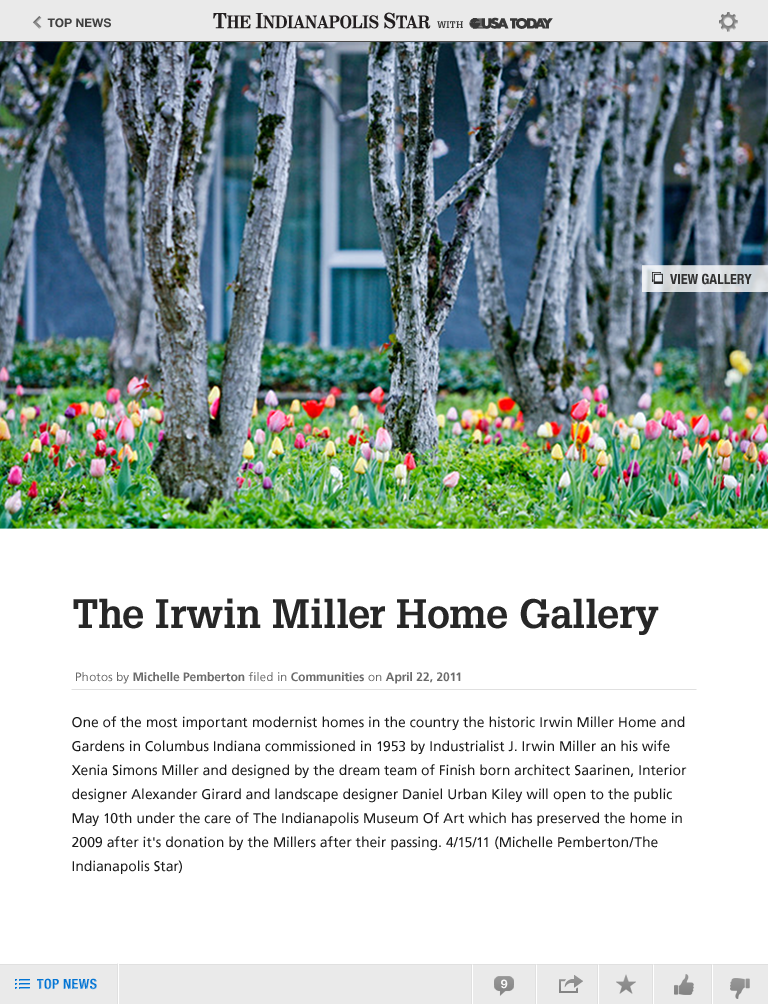 TOP NEWS
THE INDIANAPOLIS STAR WITH USA TODAY
VIEW GALLERY
The Irwin Miller Home Gallery
Photos by Michelle Pemberton filed in Communities on April 22, 2011
One of the most important modernist homes in the country the historic Irwin Miller Home and
Gardens in Columbus Indiana commissioned in 1953 by Industrialist J. Irwin Miller an his wife
Xenia Simons Miller and designed by the dream team of Finish born architect Saarinen, Interior
designer Alexander Girard and landscape designer Daniel Urban Kiley will open to the public
May 10th under the care of The Indianapolis Museum Of Art which has preserved the home in
2009 after it's donation by the Millers after their passing. 4/15/11 (Michelle Pemberton/The
Indianapolis Star)
TOP NEWS
9